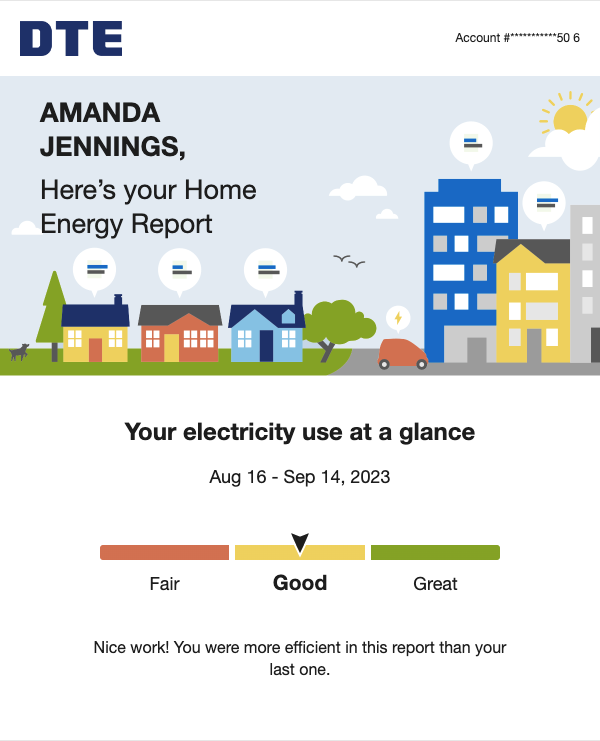 DTE
Account #***********50 6
AMANDA
JENNINGS,
Here's your Home
Energy Report
Your electricity use at a glance
Aug 16 - Sep 14, 2023
Fair
Good
Great
Nice work! You were more efficient in this report than your
last one.